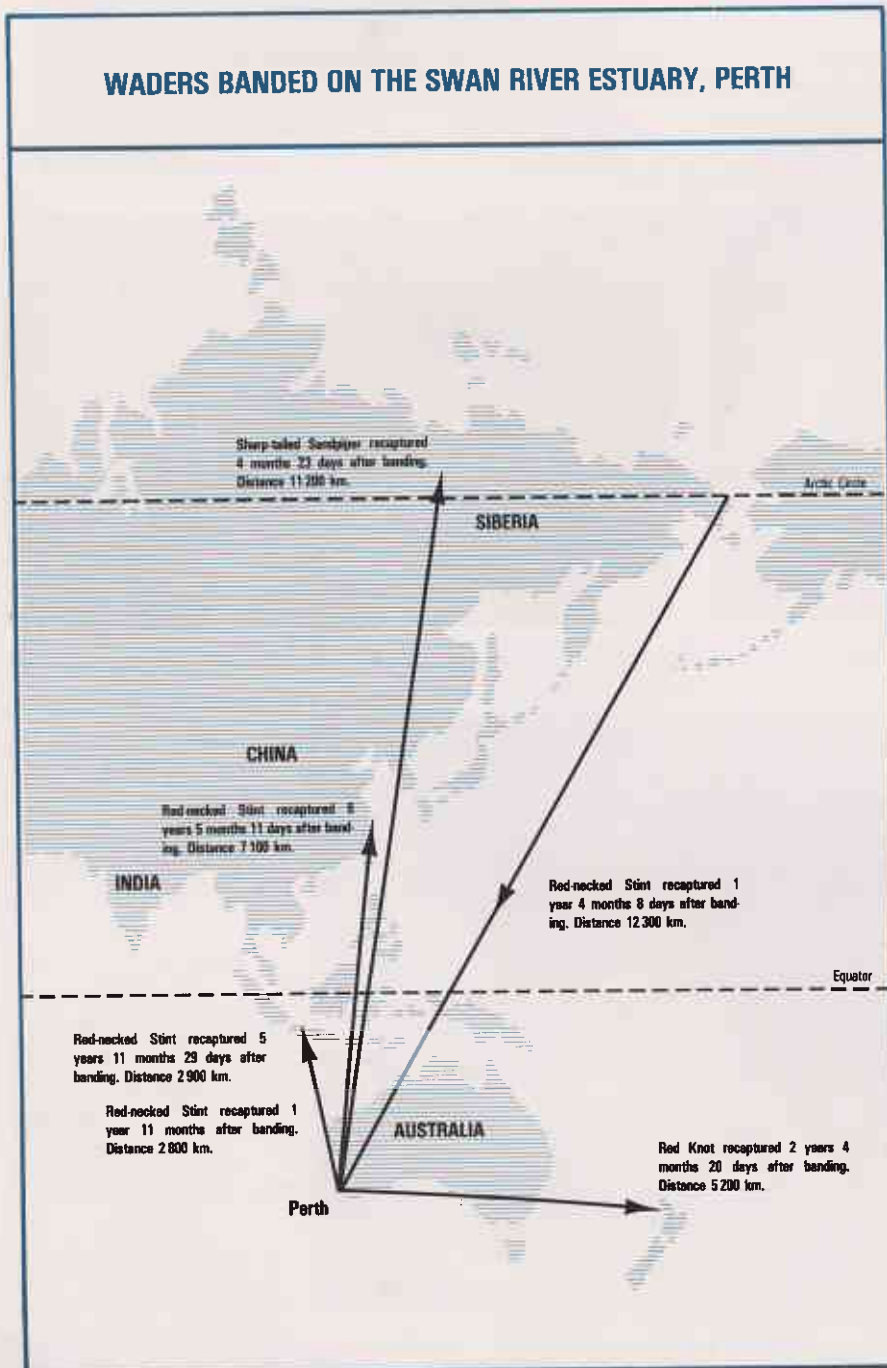 WADERS BANDED ON THE SWAN RIVER ESTUARY, PERTH
Sharp-tailed Sandpiper recaptured
4 months 23 days after banding.
Distance 11 200 km.
Arctic Circle
SIBERIA
CHINA
Red-necked Stint recaptured
years 5 months 11 days after band-
ing. Distance 7 100 km.
INDIA
Red-necked Stint recaptured 1
year 4 months 8 days after band-
ing. Distance 12 300 km.
Equator
Red-necked Stint recaptured 5
years 11 months 29 days after
banding. Distance 2 900 km.
Red-necked Stint recaptured 1
year 11 months after banding.
Distance 2 800 km.
AUSTRALIA
Red Knot recaptured 2 years 4
months 20 days after banding.
Distance 5 200 km.
Perth